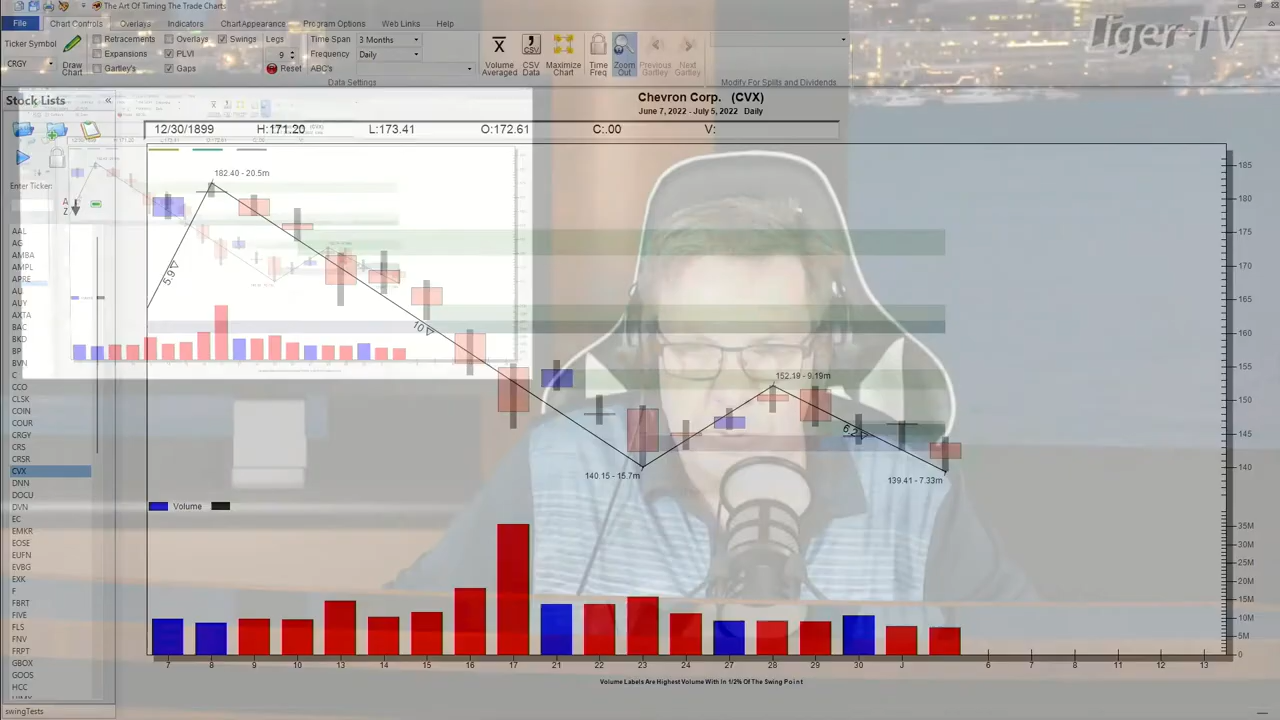 The Art Of Timing The Trade Charts
File Chart Controls Overlays Indicators Chart Appearance Program Options Web Links Help
Tiger-TV
Ticker Symbol
CRGY
Draw
Chart
Retracements
Expansions
Gartley's
Overlays
PLVI
Gaps
Swings
Legs
9
Reset
Time Span 3 Months
Frequency Daily
ABC's
Data Settings
Volume
Averaged
CSV
CSV
Data
Maximize
Chart
Time
Freq
Zoom
Out
Previous
Gartley
Next
Gartley
Modify For Splits and Dividends
Stock Lists
Chevron Corp. (CVX)
June 7, 2022 - July 5, 2022 Daily
12/30/1899 H:171.20 L:173.41 O:172.61 C:.00 V:
Enter Ticker:
A
Z
AAL
AG
AMBA
AMPL
APRE
AU
AUY
AXTA
BAC
BKD
BP
BVN
C
CCO
CLSK
COIN
COUR
CRGY
CRS
CRSR
CVX
DNN
DOCU
DVN
EC
EMKR
EOSE
EUFN
EVBG
EXK
F
FBRT
FIVE
FLS
FNV
FRPT
GBOX
GOOS
HCC
swingTests
182.40 - 20.5m
5.9
10
140.15 - 15.7m
152.19 - 9.19m
6.2
139.41 - 7.33m
185
180
175
170
165
160
155
150
145
140
Volume
35M
30M
25M
20M
15M
10M
5M
0
7 8 9 10 13 14 15 16 17 21 22 23 24 27 28 29 30 J 6 7 8 11 12 13
Volume Labels Are Highest Volume With In 1/2% Of The Swing Point